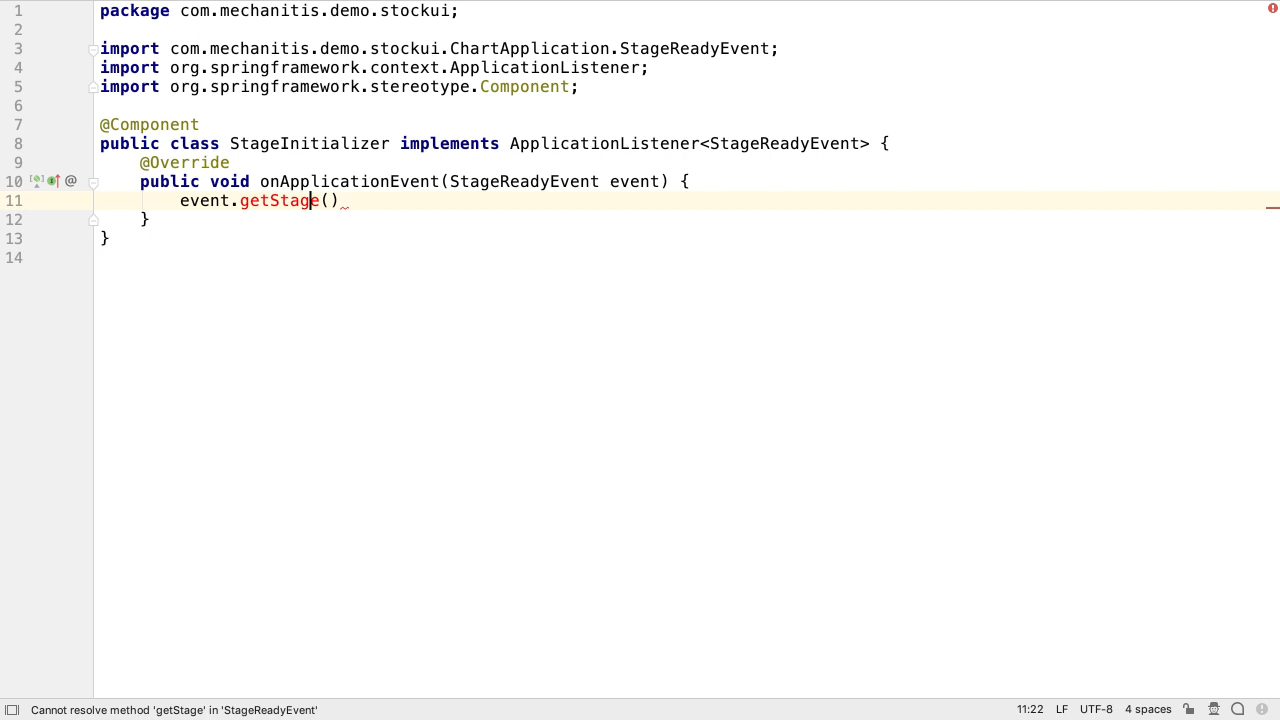 1 package com.mechanitis.demo.stockui;
2
3 import com.mechanitis.demo.stockui.ChartApplication.StageReadyEvent;
4 import org.springframework.context.ApplicationListener;
5 import org.springframework.stereotype.Component;
6
7 @Component
8 public class StageInitializer implements ApplicationListener<StageReadyEvent> {
9     @Override
10 @     public void onApplicationEvent(StageReadyEvent event) {
11         event.getStage()
12     }
13 }
14
Cannot resolve method 'getStage' in 'StageReadyEvent' 11:22 LF UTF-8 4 spaces